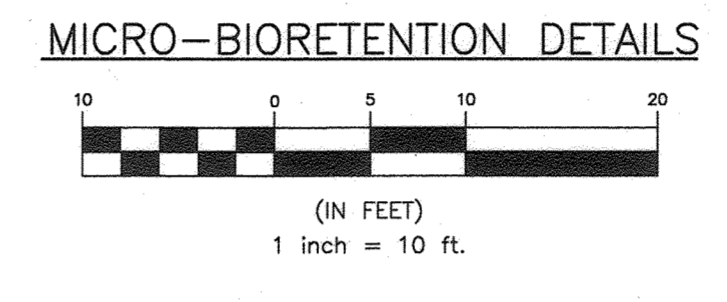 MICRO-BIORETENTION DETAILS
10 0 5 10 20
(IN FEET)
1 inch = 10 ft.